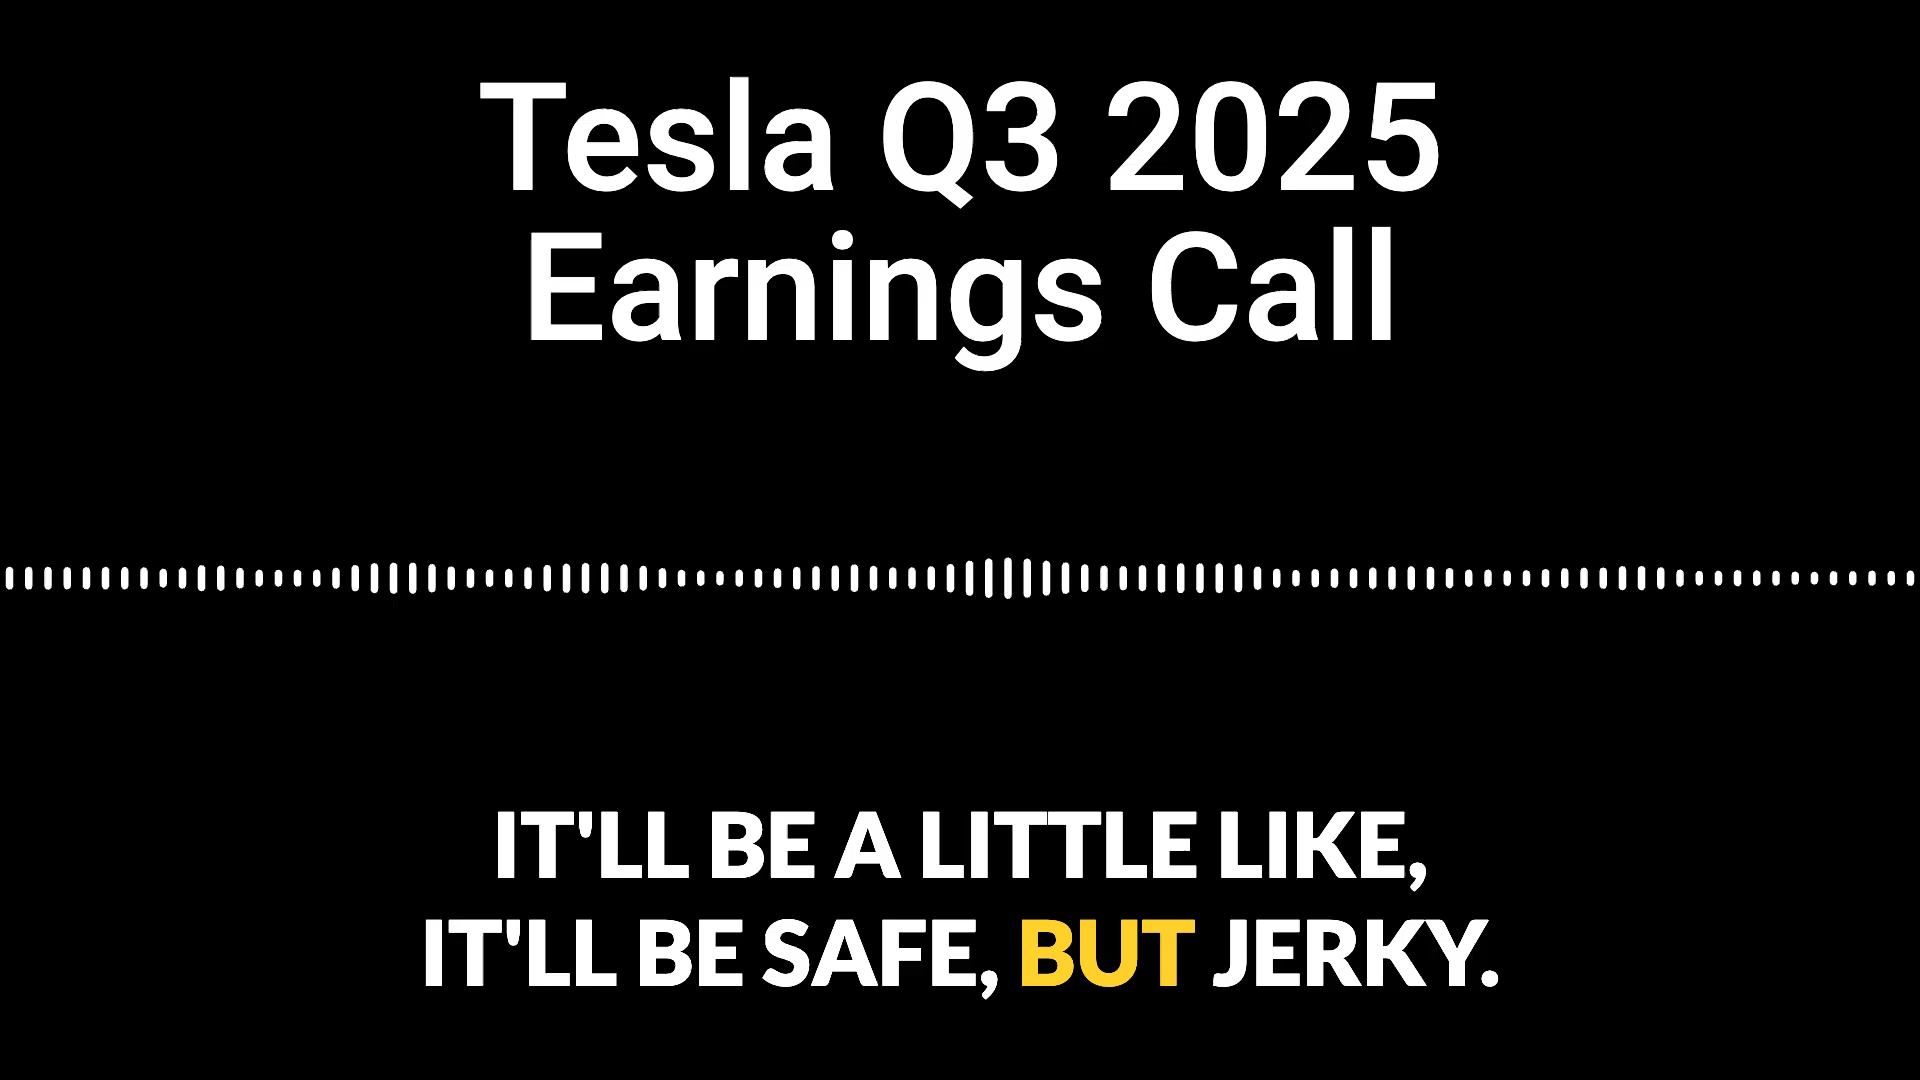 Tesla Q3 2025
Earnings Call
IT'LL BE A LITTLE LIKE,
IT'LL BE SAFE, BUT JERKY.